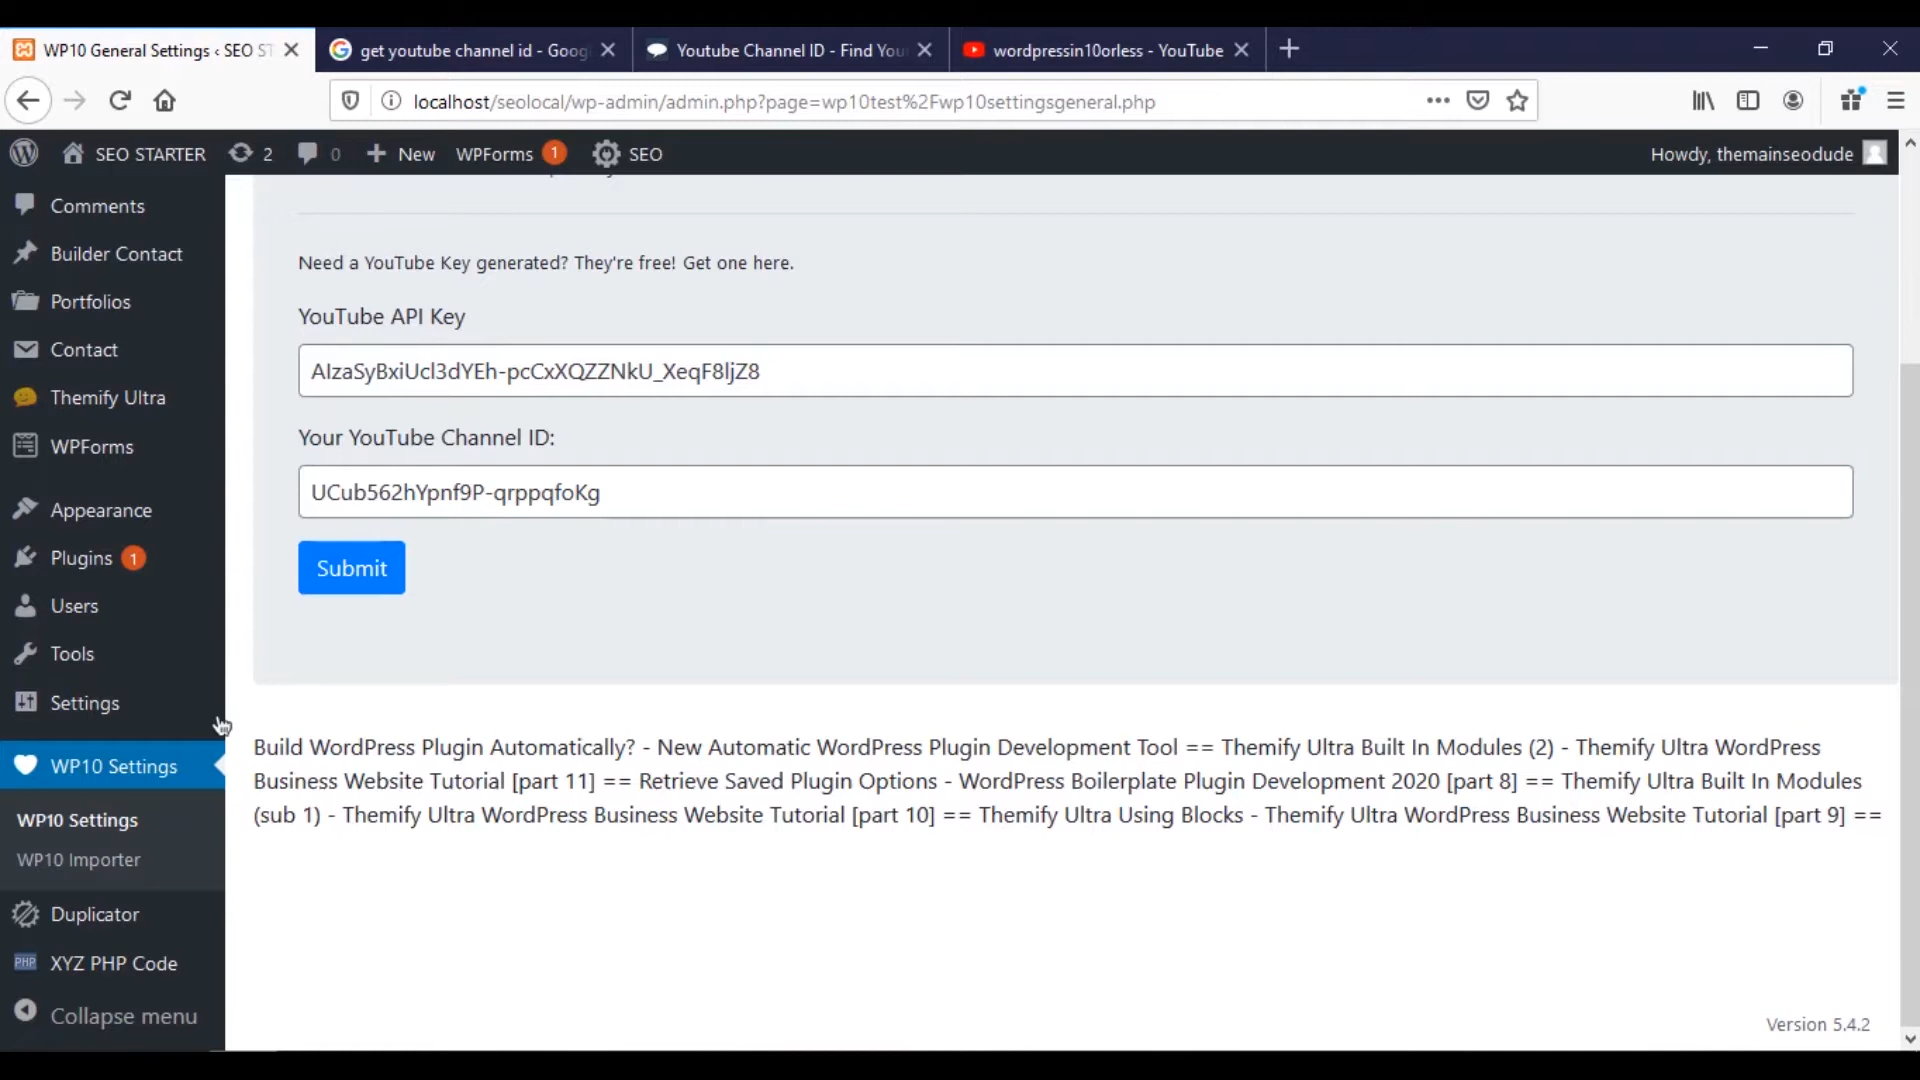 WP10 General Settings ‹ SEO ST
get youtube channel id - Goog
Youtube Channel ID - Find You
wordpressin10orless - YouTube
localhost/seolocal/wp-admin/admin.php?page=wp10test%2Fwp10settingsgeneral.php
SEO STARTER
2
0
New
WPForms 1
SEO
Howdy, themainseodude
Comments
Builder Contact
Portfolios
Contact
Themify Ultra
WPForms
Appearance
Plugins 1
Users
Tools
Settings
WP10 Settings
WP10 Settings
WP10 Importer
Duplicator
PHP XYZ PHP Code
Collapse menu
Need a YouTube Key generated? They're free! Get one here.
YouTube API Key
AIzaSyBxiUcl3dYEh-pcCxXQZZNkU_XeqF8ljZ8
Your YouTube Channel ID:
UCub562hYpnf9P-qrppqfoKg
Submit
Build WordPress Plugin Automatically? - New Automatic WordPress Plugin Development Tool == Themify Ultra Built In Modules (2) - Themify Ultra WordPress
Business Website Tutorial [part 11] == Retrieve Saved Plugin Options - WordPress Boilerplate Plugin Development 2020 [part 8] == Themify Ultra Built In Modules
(sub 1) - Themify Ultra WordPress Business Website Tutorial [part 10] == Themify Ultra Using Blocks - Themify Ultra WordPress Business Website Tutorial [part 9] ==
Version 5.4.2